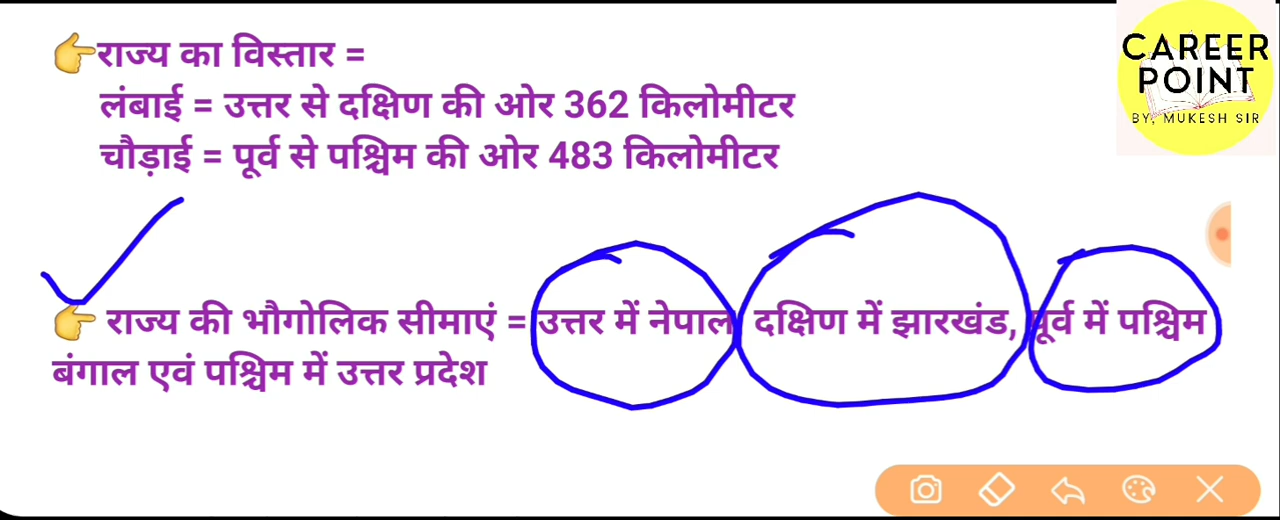 👉राज्य का विस्तार =
लंबाई = उत्तर से दक्षिण की ओर 362 किलोमीटर
चौड़ाई = पूर्व से पश्चिम की ओर 483 किलोमीटर
👉 राज्य की भौगोलिक सीमाएं = उत्तर में नेपाल, दक्षिण में झारखंड, पूर्व में पश्चिम
बंगाल एवं पश्चिम में उत्तर प्रदेश
CAREER
POINT
BY, MUKESH SIR